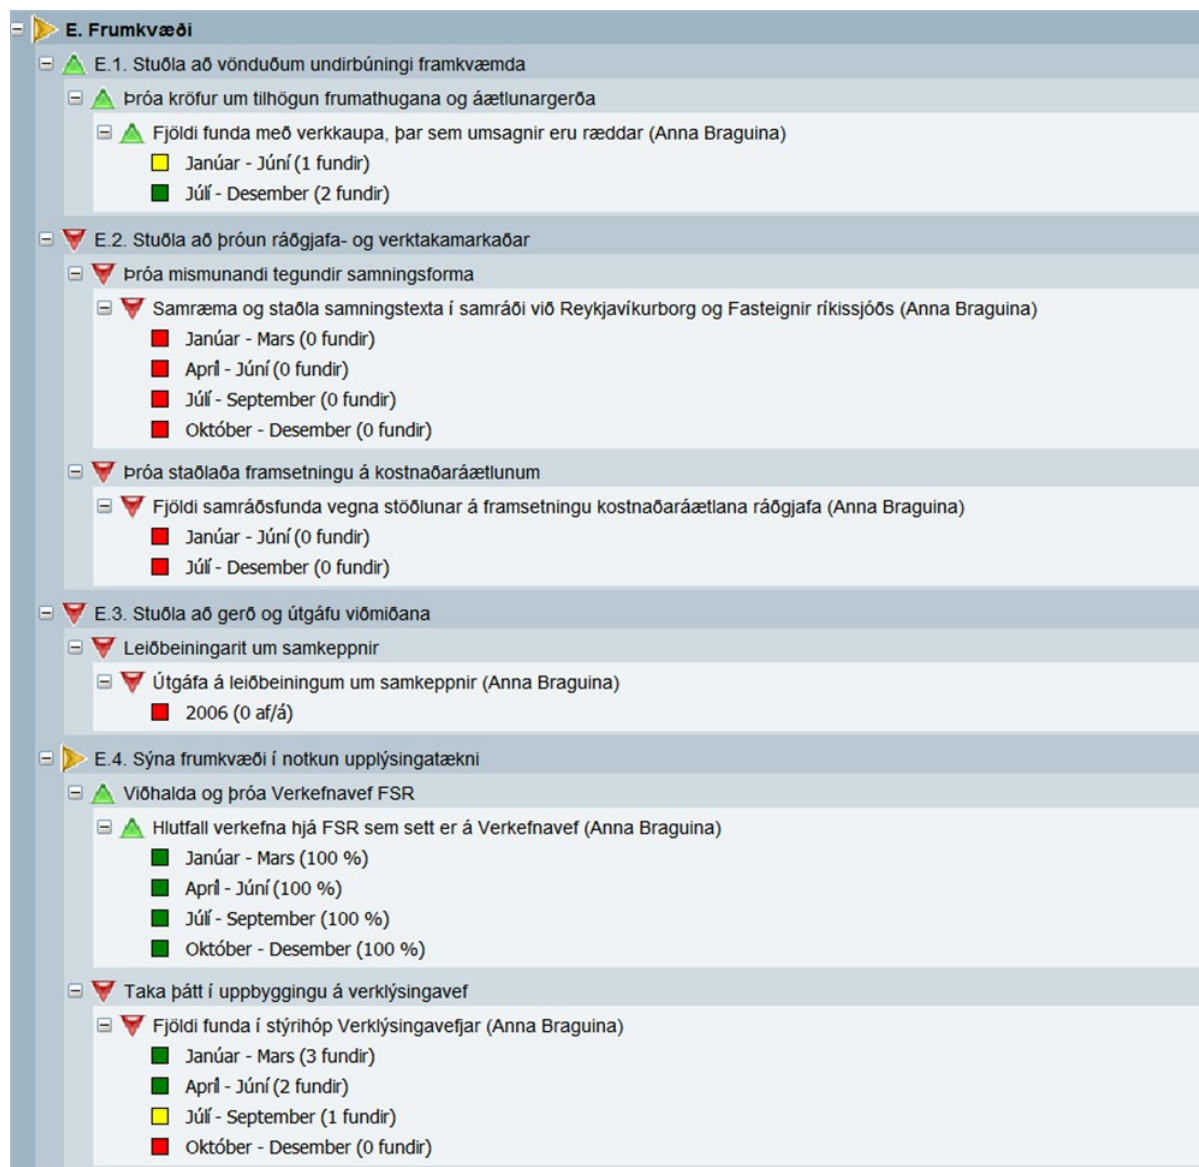 E. Frumkvæði
E.1. Stuðla að vönduðum undirbúningi framkvæmda
Þróa kröfur um tilhögun frumathugana og áætlunargerða
Fjöldi funda með verkkaupa, þar sem umsagnir eru ræddar (Anna Braguina)
Janúar - Júní (1 fundir)
Júlí - Desember (2 fundir)
E.2. Stuðla að þróun ráðgjafa- og verktakamarkaðar
Þróa mismunandi tegundir samningsforma
Samræma og staðla samningstexta í samráði við Reykjavíkurborg og Fasteignir ríkissjóðs (Anna Braguina)
Janúar - Mars (0 fundir)
Apríl - Júní (0 fundir)
Júlí - September (0 fundir)
Október - Desember (0 fundir)
Þróa staðlaða framsetningu á kostnaðaráætlunum
Fjöldi samráðsfunda vegna stöðlunar á framsetningu kostnaðaráætlana ráðgjafa (Anna Braguina)
Janúar - Júní (0 fundir)
Júlí - Desember (0 fundir)
E.3. Stuðla að gerð og útgáfu viðmiðana
Leiðbeiningarit um samkeppnir
Útgáfa á leiðbeiningum um samkeppnir (Anna Braguina)
2006 (0 af/á)
E.4. Sýna frumkvæði í notkun upplýsingatækni
Viðhalda og þróa Verkefnavef FSR
Hlutfall verkefna hjá FSR sem sett er á Verkefnavef (Anna Braguina)
Janúar - Mars (100 %)
Apríl - Júní (100 %)
Júlí - September (100 %)
Október - Desember (100 %)
Taka þátt í uppbyggingu á verklýsingavef
Fjöldi funda í stýrihóp Verklýsingavefjar (Anna Braguina)
Janúar - Mars (3 fundir)
Apríl - Júní (2 fundir)
Júlí - September (1 fundir)
Október - Desember (0 fundir)